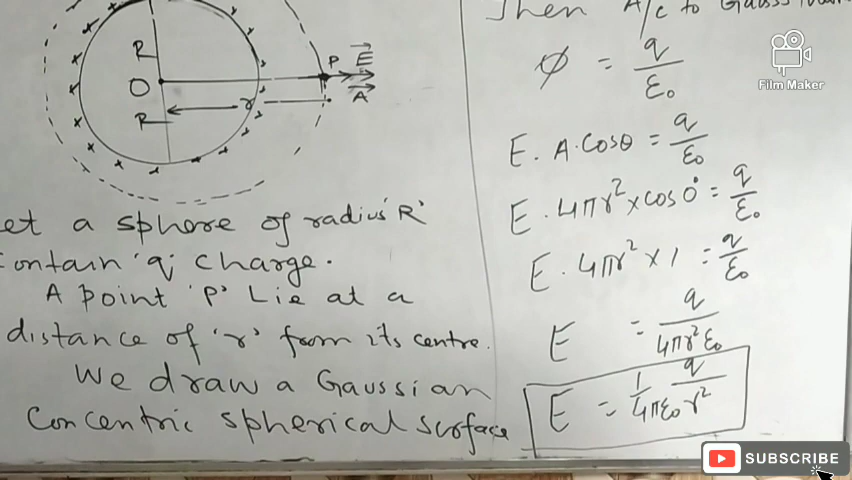 R
O
R
r
P
E
A
et a sphere of radius 'R'
contain 'q' charge.
A point 'P' Lie at a
distance of 'r' from its centre.
We draw a Gaussian
Concentric spherical surface
Then A/c to Gauss
ϕ = q/ε₀
E. A. cosθ = q/ε₀
E. 4πr² × cos 0° = q/ε₀
E. 4πr² × 1 = q/ε₀
E = q/4πr²ε₀
E = 1/4πε₀ q/r²
Film Maker
SUBSCRIBE